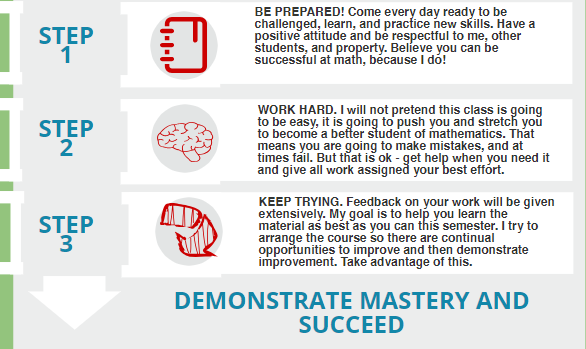 STEP
1
BE PREPARED! Come every day ready to be
challenged, learn, and practice new skills. Have a
positive attitude and be respectful to me, other
students, and property. Believe you can be
successful at math, because I do!
STEP
2
WORK HARD. I will not pretend this class is going
to be easy, it is going to push you and stretch you
to become a better student of mathematics. That
means you are going to make mistakes, and at
times fail. But that is ok - get help when you need it
and give all work assigned your best effort.
STEP
3
KEEP TRYING. Feedback on your work will be given
extensively. My goal is to help you learn the
material as best as you can this semester. I try to
arrange the course so there are continual
opportunities to improve and then demonstrate
improvement. Take advantage of this.
DEMONSTRATE MASTERY AND
SUCCEED